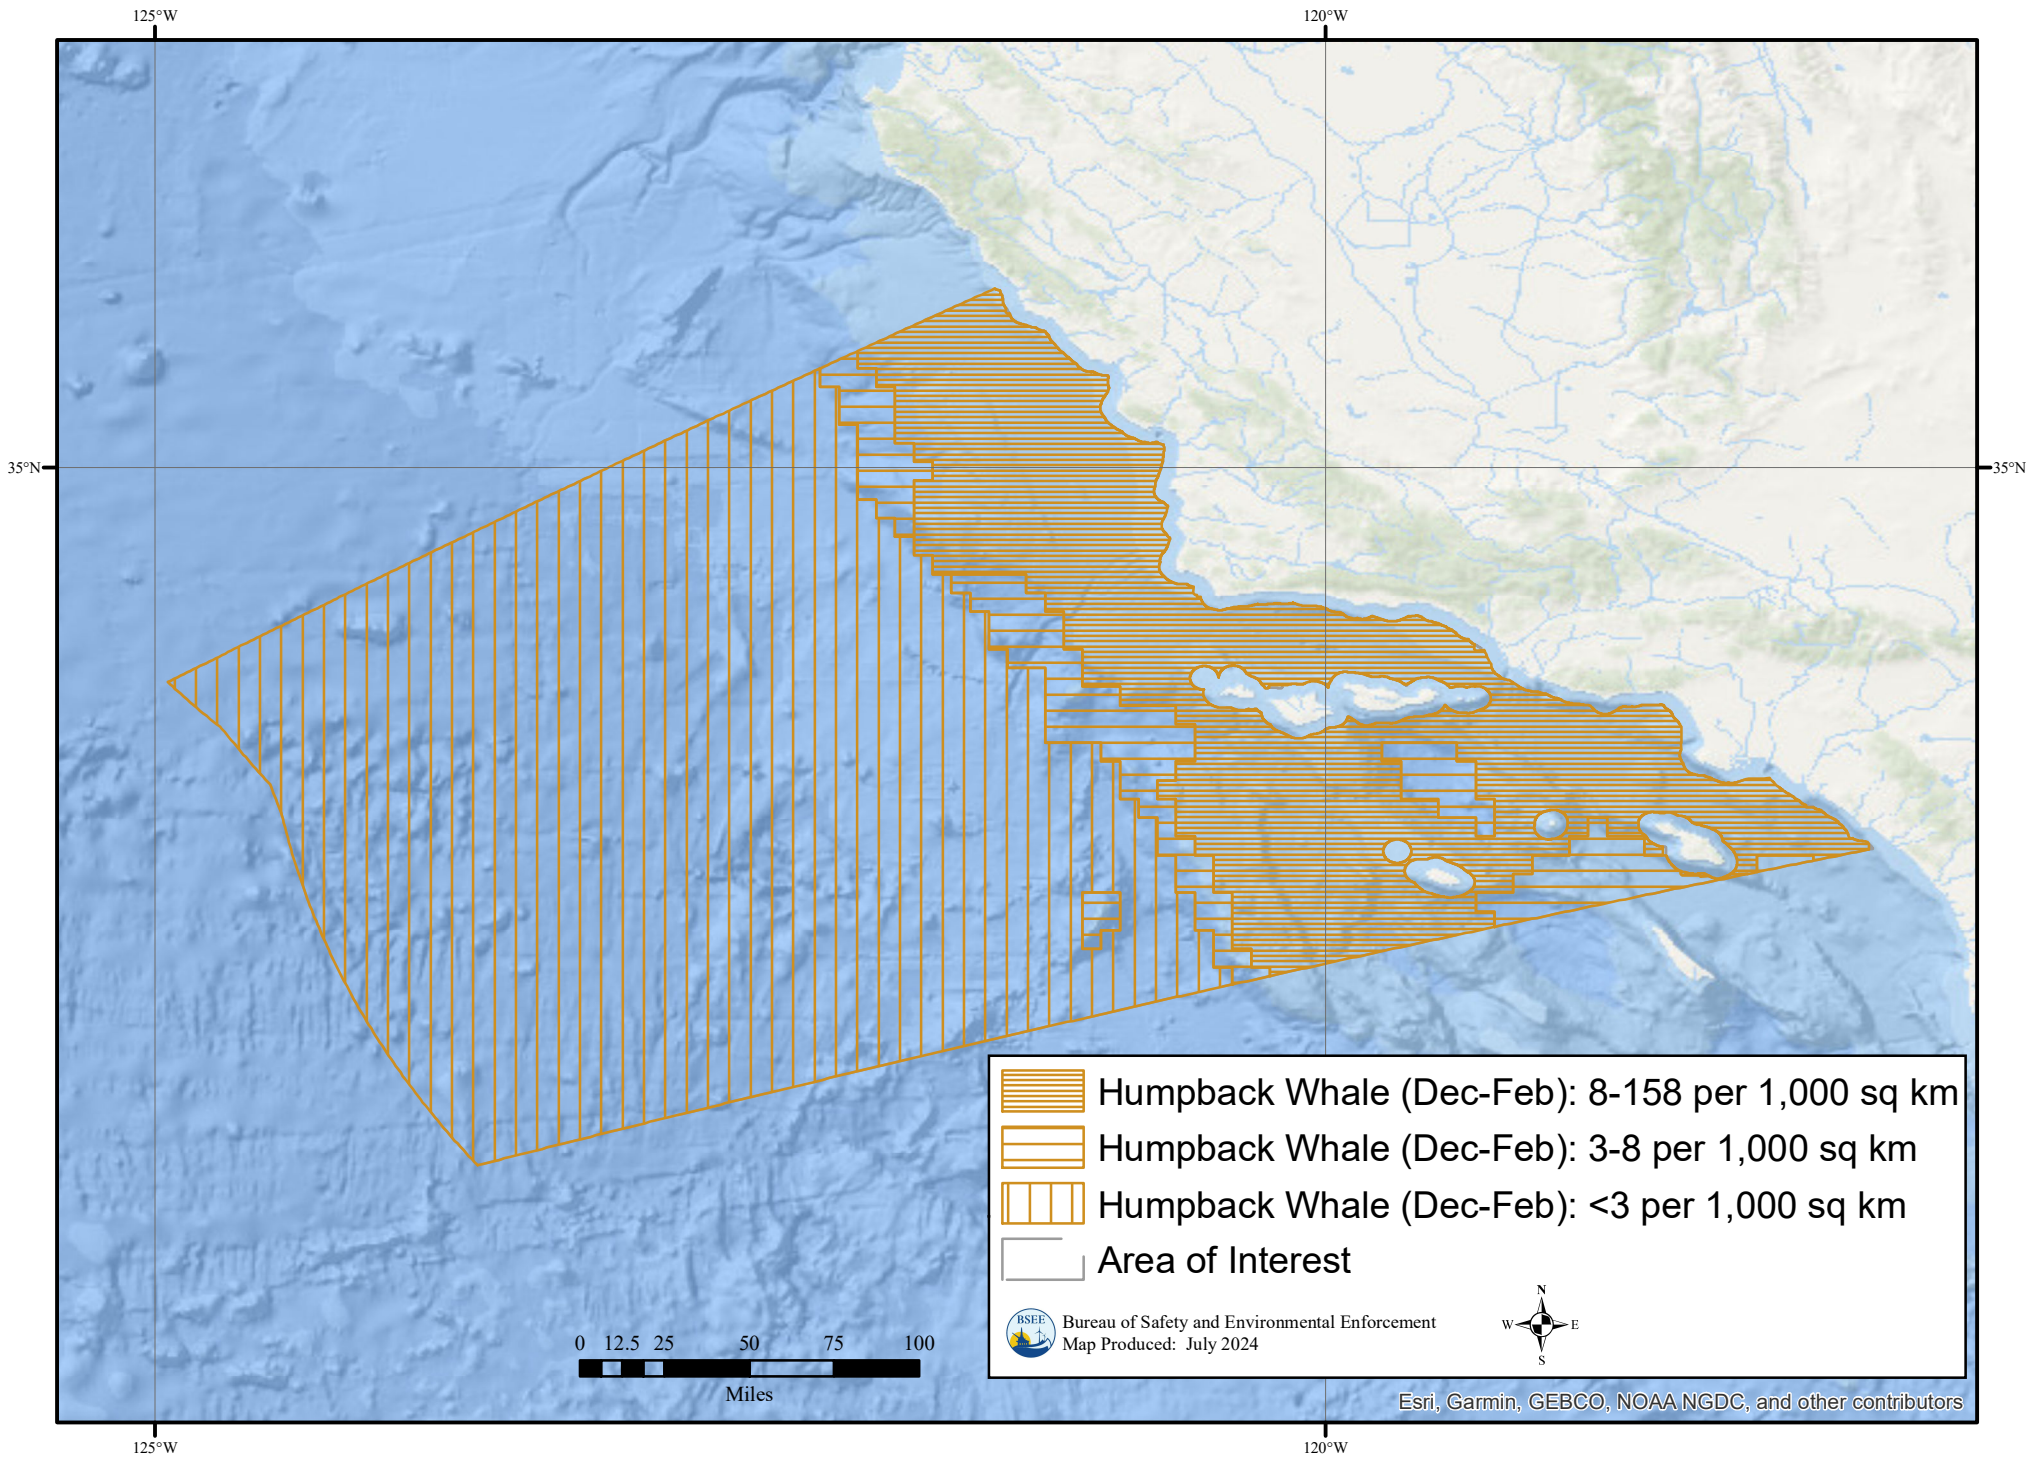 125°W 120°W
35°N 35°N
Humpback Whale (Dec-Feb): 8-158 per 1,000 sq km
Humpback Whale (Dec-Feb): 3-8 per 1,000 sq km
Humpback Whale (Dec-Feb): <3 per 1,000 sq km
Area of Interest
BSEE
Bureau of Safety and Environmental Enforcement
Map Produced: July 2024
N
W E
S
0 12.5 25 50 75 100
Miles
Esri, Garmin, GEBCO, NOAA NGDC, and other contributors
125°W 120°W